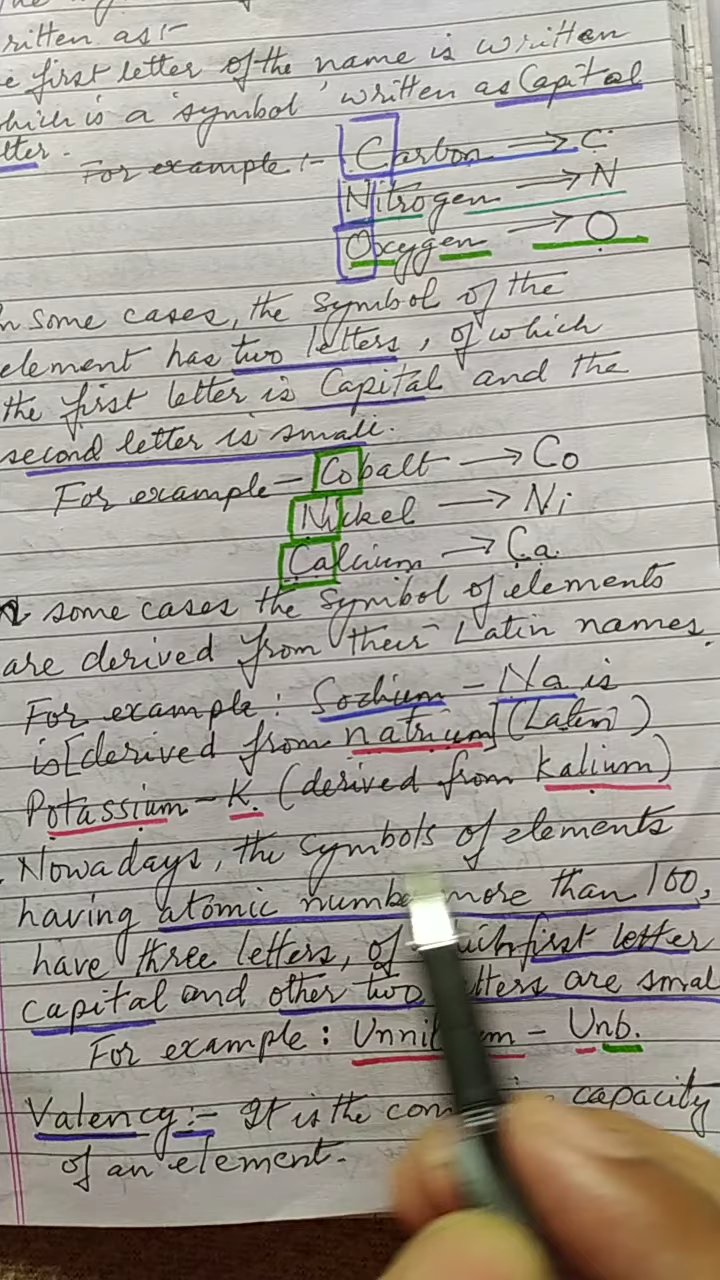 ritten as :-
e first letter of the name is written
hich is a 'symbol' written as Capital
tter.
For example :- Carbon → C
Nitrogen → N
Oxygen → O
n some cases, the symbol of the
element has two letters, of which
the first letter is Capital and the
second letter is small.
For example - Cobalt → Co
Nickel → Ni
Calcium → Ca
some cases the symbol of elements
are derived from their Latin names.
For example : Sodium - Na is
is [derived from natrium] (Latin)
Potassium - K. (derived from Kalium)
Nowadays, the symbols of elements
having atomic numbe more than 100,
have three letters, of which first letter
capital and other two letters are smal
For example : Unnil m - Unb.
Valency :- It is the com capacity
of an element.